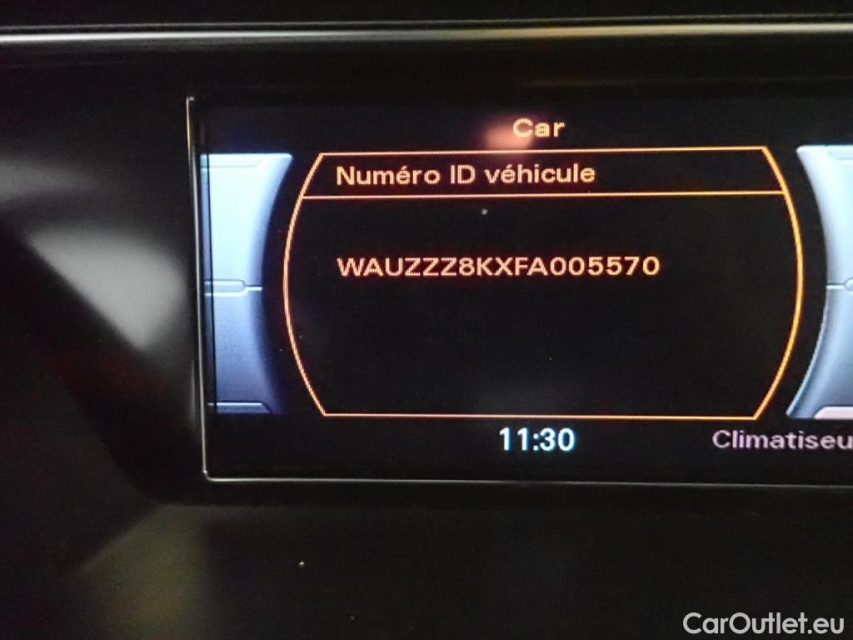 Car
Numéro ID véhicule
WAUZZZ8KXFA005570
11:30
Climatiseu
CarOutlet.eu